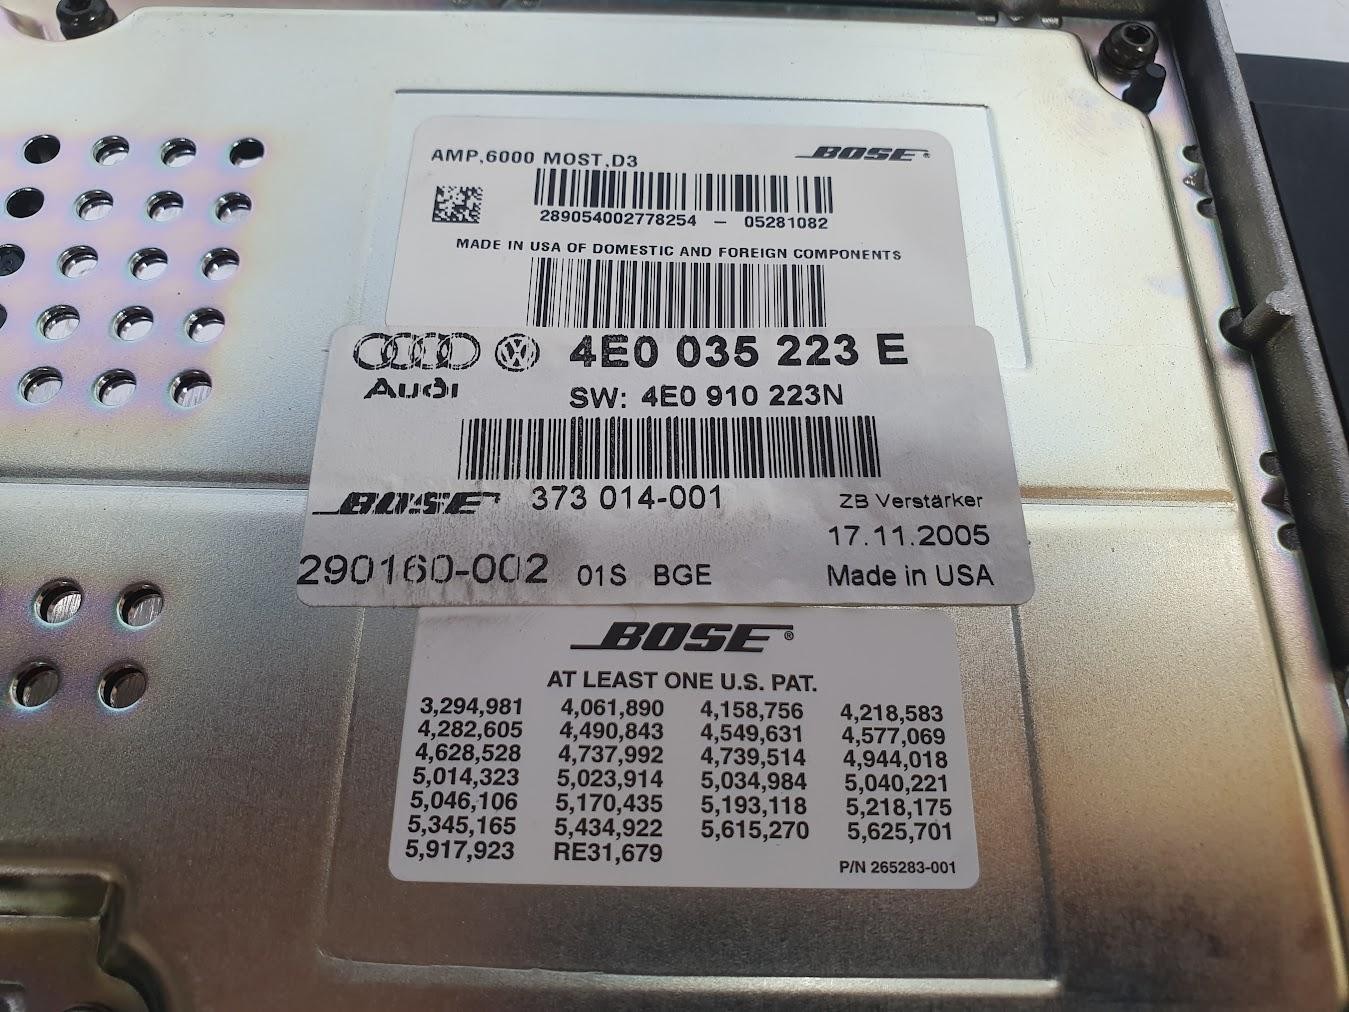 AMP,6000 MOST,D3
BOSE®
289054002778254 – 05281082
MADE IN USA OF DOMESTIC AND FOREIGN COMPONENTS
4E0 035 223 E
Audi
SW: 4E0 910 223N
BOSE
373 014-001
ZB Verstärker
17.11.2005
290160-002
01S BGE
Made in USA
BOSE®
AT LEAST ONE U.S. PAT.
3,294,981 4,061,890 4,158,756 4,218,583
4,282,605 4,490,843 4,549,631 4,577,069
4,628,528 4,737,992 4,739,514 4,944,018
5,014,323 5,023,914 5,034,984 5,040,221
5,046,106 5,170,435 5,193,118 5,218,175
5,345,165 5,434,922 5,615,270 5,625,701
5,917,923 RE31,679
P/N 265283-001